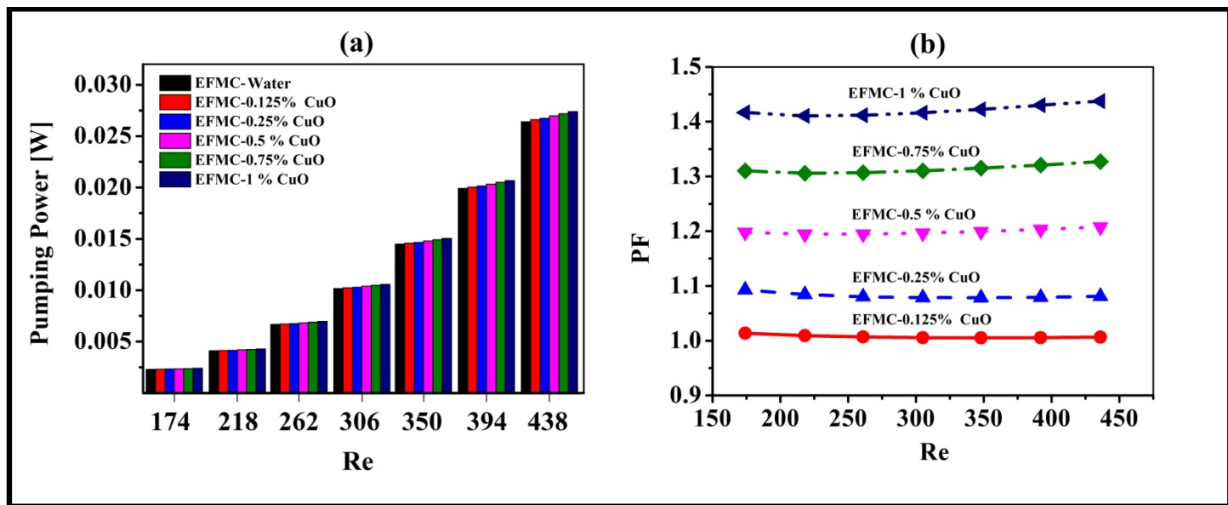 (a)
Pumping Power [W]
0.030
0.025
0.020
0.015
0.010
0.005
EFMC-Water
EFMC-0.125% CuO
EFMC-0.25% CuO
EFMC-0.5 % CuO
EFMC-0.75% CuO
EFMC-1 % CuO
174 218 262 306 350 394 438
Re
(b)
PF
1.5
1.4
1.3
1.2
1.1
1.0
0.9
EFMC-1 % CuO
EFMC-0.75% CuO
EFMC-0.5 % CuO
EFMC-0.25% CuO
EFMC-0.125% CuO
150 200 250 300 350 400 450
Re